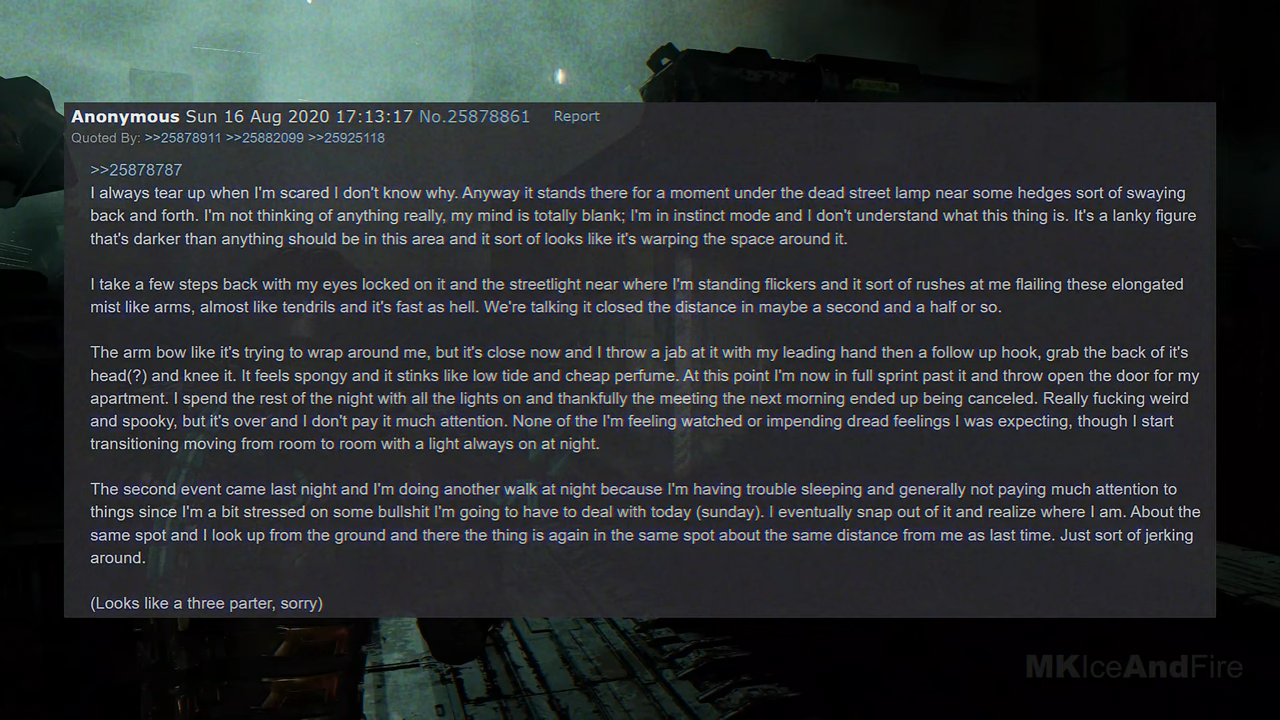 Anonymous Sun 16 Aug 2020 17:13:17 No.25878861 Report
Quoted By: >>25878911 >>25882099 >>25925118
>>25878787
I always tear up when I'm scared I don't know why. Anyway it stands there for a moment under the dead street lamp near some hedges sort of swaying
back and forth. I'm not thinking of anything really, my mind is totally blank; I'm in instinct mode and I don't understand what this thing is. It's a lanky figure
that's darker than anything should be in this area and it sort of looks like it's warping the space around it.
I take a few steps back with my eyes locked on it and the streetlight near where I'm standing flickers and it sort of rushes at me flailing these elongated
mist like arms, almost like tendrils and it's fast as hell. We're talking it closed the distance in maybe a second and a half or so.
The arm bow like it's trying to wrap around me, but it's close now and I throw a jab at it with my leading hand then a follow up hook, grab the back of it's
head(?) and knee it. It feels spongy and it stinks like low tide and cheap perfume. At this point I'm now in full sprint past it and throw open the door for my
apartment. I spend the rest of the night with all the lights on and thankfully the meeting the next morning ended up being canceled. Really fucking weird
and spooky, but it's over and I don't pay it much attention. None of the I'm feeling watched or impending dread feelings I was expecting, though I start
transitioning moving from room to room with a light always on at night.
The second event came last night and I'm doing another walk at night because I'm having trouble sleeping and generally not paying much attention to
things since I'm a bit stressed on some bullshit I'm going to have to deal with today (sunday). I eventually snap out of it and realize where I am. About the
same spot and I look up from the ground and there the thing is again in the same spot about the same distance from me as last time. Just sort of jerking
around.
(Looks like a three parter, sorry)
MKIceAndFire